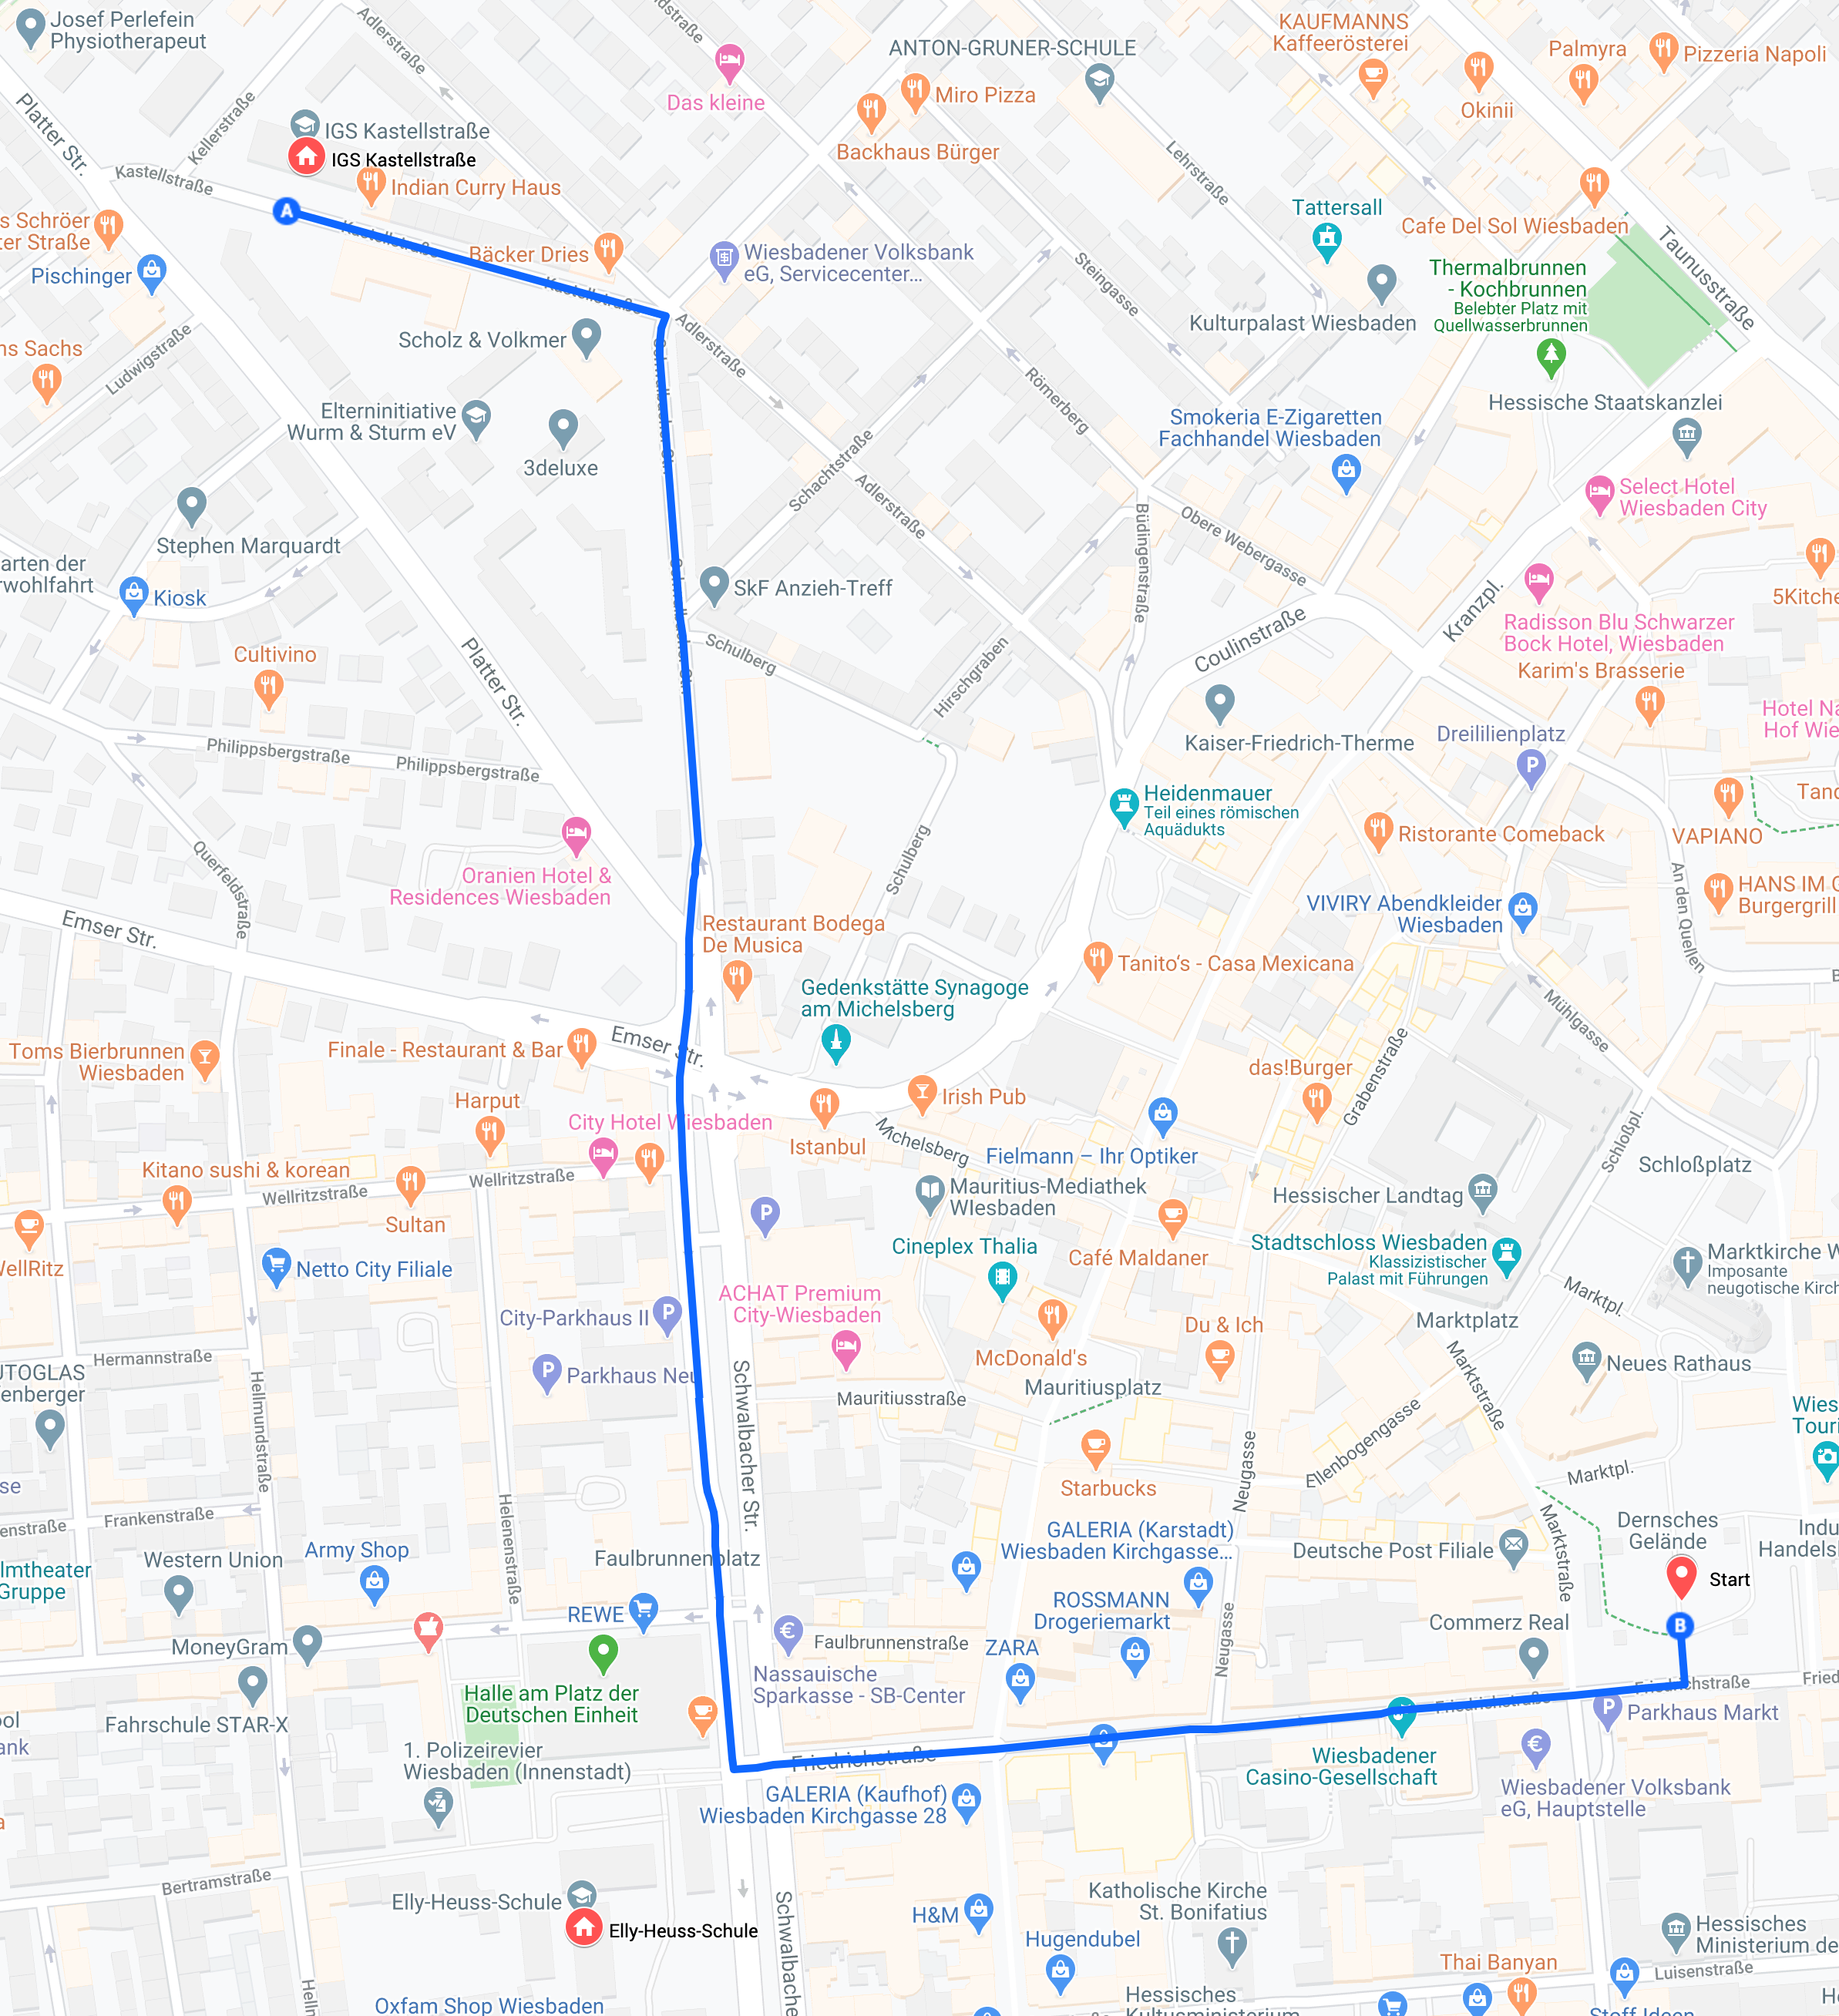 Josef Perlefein
Physiotherapeut
Adlerstraße
ANTON-GRUNER-SCHULE
KAUFMANNS
Kaffeerösterei
Palmyra
Pizzeria Napoli
Okinii
Das kleine
Miro Pizza
Backhaus Bürger
Platter Str.
Kellerstraße
IGS Kastellstraße
IGS Kastellstraße
Kastellstraße
Indian Curry Haus
Lehrstraße
Tattersall
Cafe Del Sol Wiesbaden
Taunusstraße
A
Kastellstraße
Bäcker Dries
Kastellstraße
Wiesbadener Volksbank
eG, Servicecenter...
Steingasse
Thermalbrunnen
- Kochbrunnen
Belebter Platz mit
Quellwasserbrunnen
s Schröer
ter Straße
Pischinger
Kulturpalast Wiesbaden
Scholz & Volkmer
Adlerstraße
ns Sachs
Ludwigstraße
Römerberg
Elterninitiative
Wurm & Sturm eV
3deluxe
Schwalbacher Str.
Schachtstraße
Adlerstraße
Smokeria E-Zigaretten
Fachhandel Wiesbaden
Hessische Staatskanzlei
Select Hotel
Wiesbaden City
Stephen Marquardt
Büdingenstraße
Obere Webergasse
arten der
rwohlfahrt
Kiosk
SkF Anzieh-Treff
Schwalbacher Str.
Schulberg
Hirschgraben
Coulinstraße
Kranzpl.
Radisson Blu Schwarzer
Bock Hotel, Wiesbaden
5Kitche
Karim's Brasserie
Cultivino
Platter Str.
Kaiser-Friedrich-Therme
Dreililienplatz
P
Hotel Na
Hof Wie
Philippsbergstraße
Philippsbergstraße
Heidenmauer
Teil eines römischen
Aquädukts
Ristorante Comeback
VAPIANO
Tand
Querfeldstraße
Oranien Hotel &
Residences Wiesbaden
Schulberg
An den Quellen
HANS IM G
Burgergrill
VIVIRY Abendkleider
Wiesbaden
Emser Str.
Restaurant Bodega
De Musica
Tanito's - Casa Mexicana
Gedenkstätte Synagoge
am Michelsberg
Mühlgasse
Toms Bierbrunnen
Wiesbaden
Finale - Restaurant & Bar
Emser Str.
das!Burger
Grabenstraße
Harput
City Hotel Wiesbaden
Irish Pub
Istanbul
Michelsberg
Fielmann – Ihr Optiker
Schloßpl.
Schloßplatz
Kitano sushi & korean
Wellritzstraße
Wellritzstraße
Sultan
Mauritius-Mediathek
WIesbaden
Hessischer Landtag
P
WellRitz
Netto City Filiale
Cineplex Thalia
Café Maldaner
Stadtschloss Wiesbaden
Klassizistischer
Palast mit Führungen
Marktkirche W
Imposante
neugotische Kirch
Marktpl.
ACHAT Premium
City-Wiesbaden
City-Parkhaus II
P
Du & Ich
Marktplatz
Hermannstraße
P
Parkhaus Neu
McDonald's
Mauritiusplatz
Marktstraße
Neues Rathaus
UTOGLAS
enberger
Hellmundstraße
Schwalbacher Str.
Mauritiusstraße
Neugasse
Ellenbogengasse
Wies
Touri
Starbucks
Marktpl.
se
enstraße
Frankenstraße
Helenenstraße
Marktstraße
Dernsches
Gelände
Indu
Handelsk
Western Union
Army Shop
Faulbrunnenplatz
GALERIA (Karstadt)
Wiesbaden Kirchgasse...
Deutsche Post Filiale
lmtheater
Gruppe
Start
REWE
ROSSMANN
Drogeriemarkt
MoneyGram
€
Faulbrunnenstraße
Neugasse
Commerz Real
B
ZARA
Nassauische
Sparkasse - SB-Center
Halle am Platz der
Deutschen Einheit
Friedrichstraße
Friedrichstraße
Fried
Fahrschule STAR-X
P
Parkhaus Markt
ool
ank
1. Polizeirevier
Wiesbaden (Innenstadt)
Friedrichstraße
Wiesbadener
Casino-Gesellschaft
€
Wiesbadener Volksbank
eG, Hauptstelle
GALERIA (Kaufhof)
Wiesbaden Kirchgasse 28
Bertramstraße
Elly-Heuss-Schule
Elly-Heuss-Schule
Schwalbache
H&M
Katholische Kirche
St. Bonifatius
Hugendubel
Hessisches
Ministerium de
Thai Banyan
Luisenstraße
Helln
Oxfam Shop Wiesbaden
Hessisches
Kultusministerium
Stoff-Ideen
He